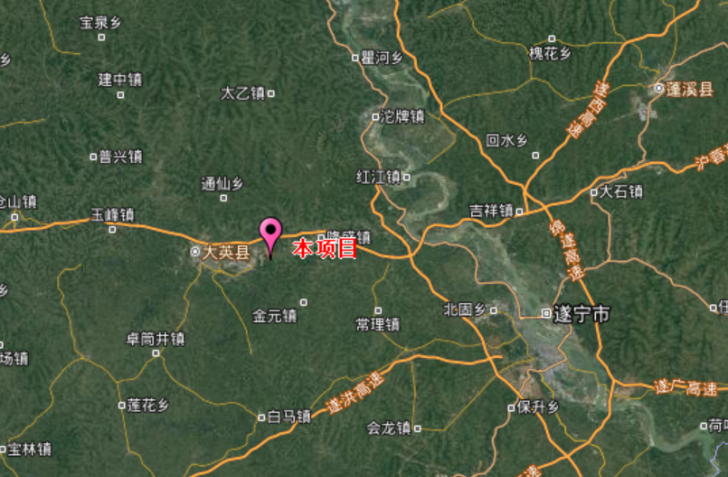 宝泉乡
瞿河乡
槐花乡
建中镇
太乙镇
蓬溪县
沱牌镇
遂西高速
回水乡
普兴镇
红江镇
通仙乡
大石镇
仓山镇
玉峰镇
吉祥镇
隆盛镇
本项目
大英县
绵遂高速
金元镇
常理镇
北固乡
遂宁市
卓筒井镇
场镇
遂洪高速
遂广高速
莲花乡
白马镇
会龙镇
保升乡
宝林镇
高速